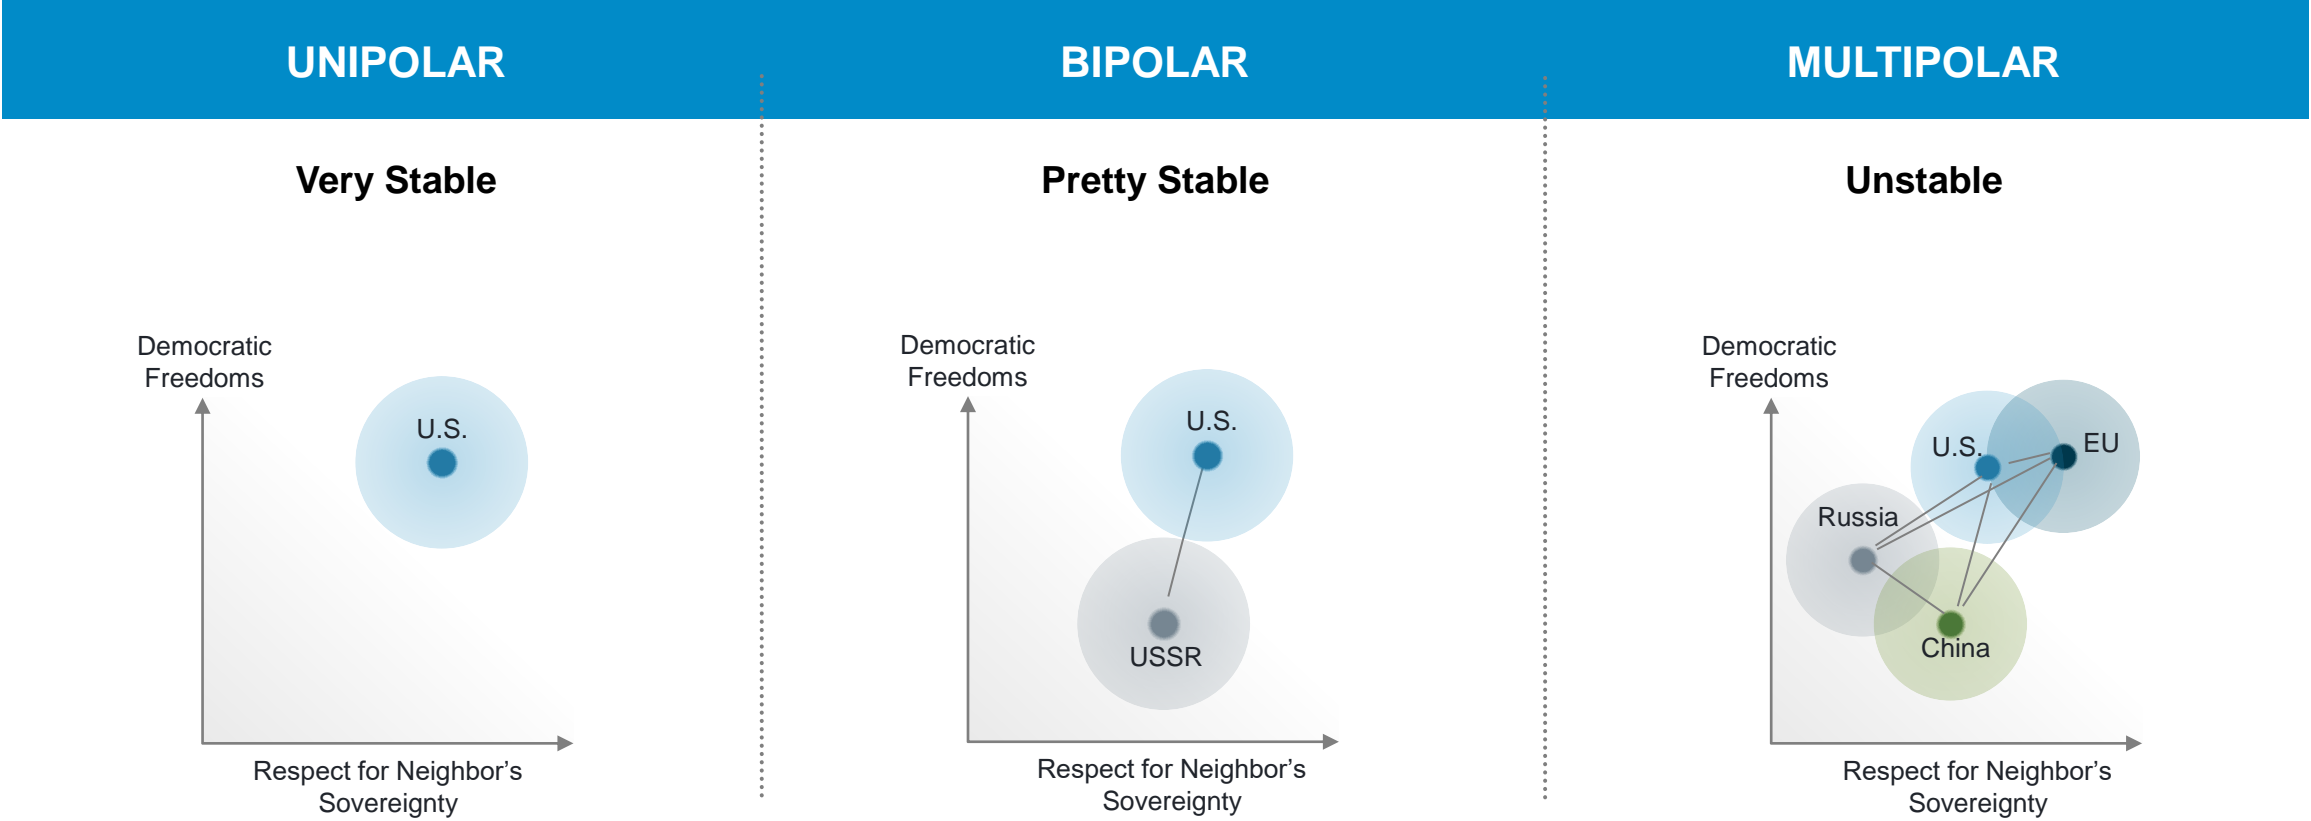 UNIPOLAR
BIPOLAR
MULTIPOLAR
Very Stable
Pretty Stable
Unstable
Democratic
Freedoms
U.S.
Respect for Neighbor’s
Sovereignty
Democratic
Freedoms
U.S.
USSR
Respect for Neighbor’s
Sovereignty
Democratic
Freedoms
U.S.
EU
Russia
China
Respect for Neighbor’s
Sovereignty